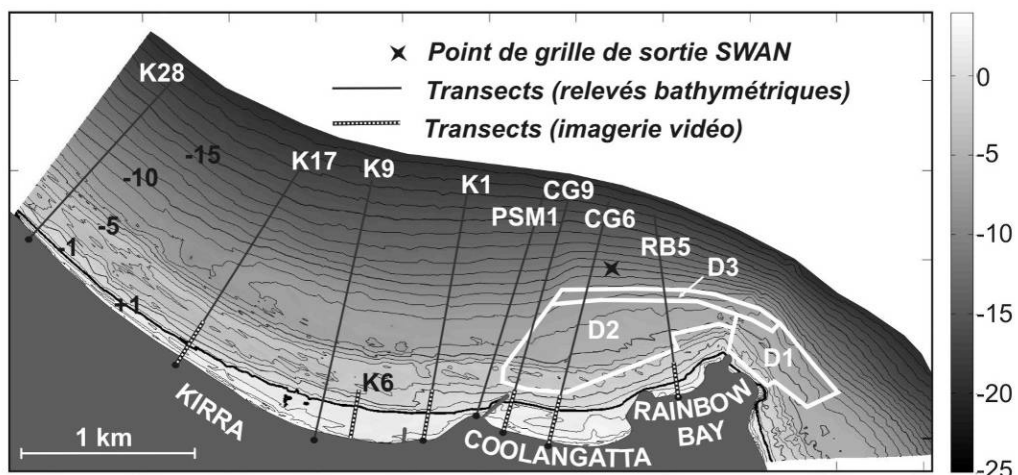 Point de grille de sortie SWAN
Transects (relevés bathymétriques)
Transects (imagerie vidéo)
K28
K17
K9
K1
CG9
PSM1
CG6
RB5
D3
D2
D1
-15
-10
-5
-1
+1
K6
KIRRA
COOLANGATTA
RAINBOW
BAY
1 km
0
-5
-10
-15
-20
-25